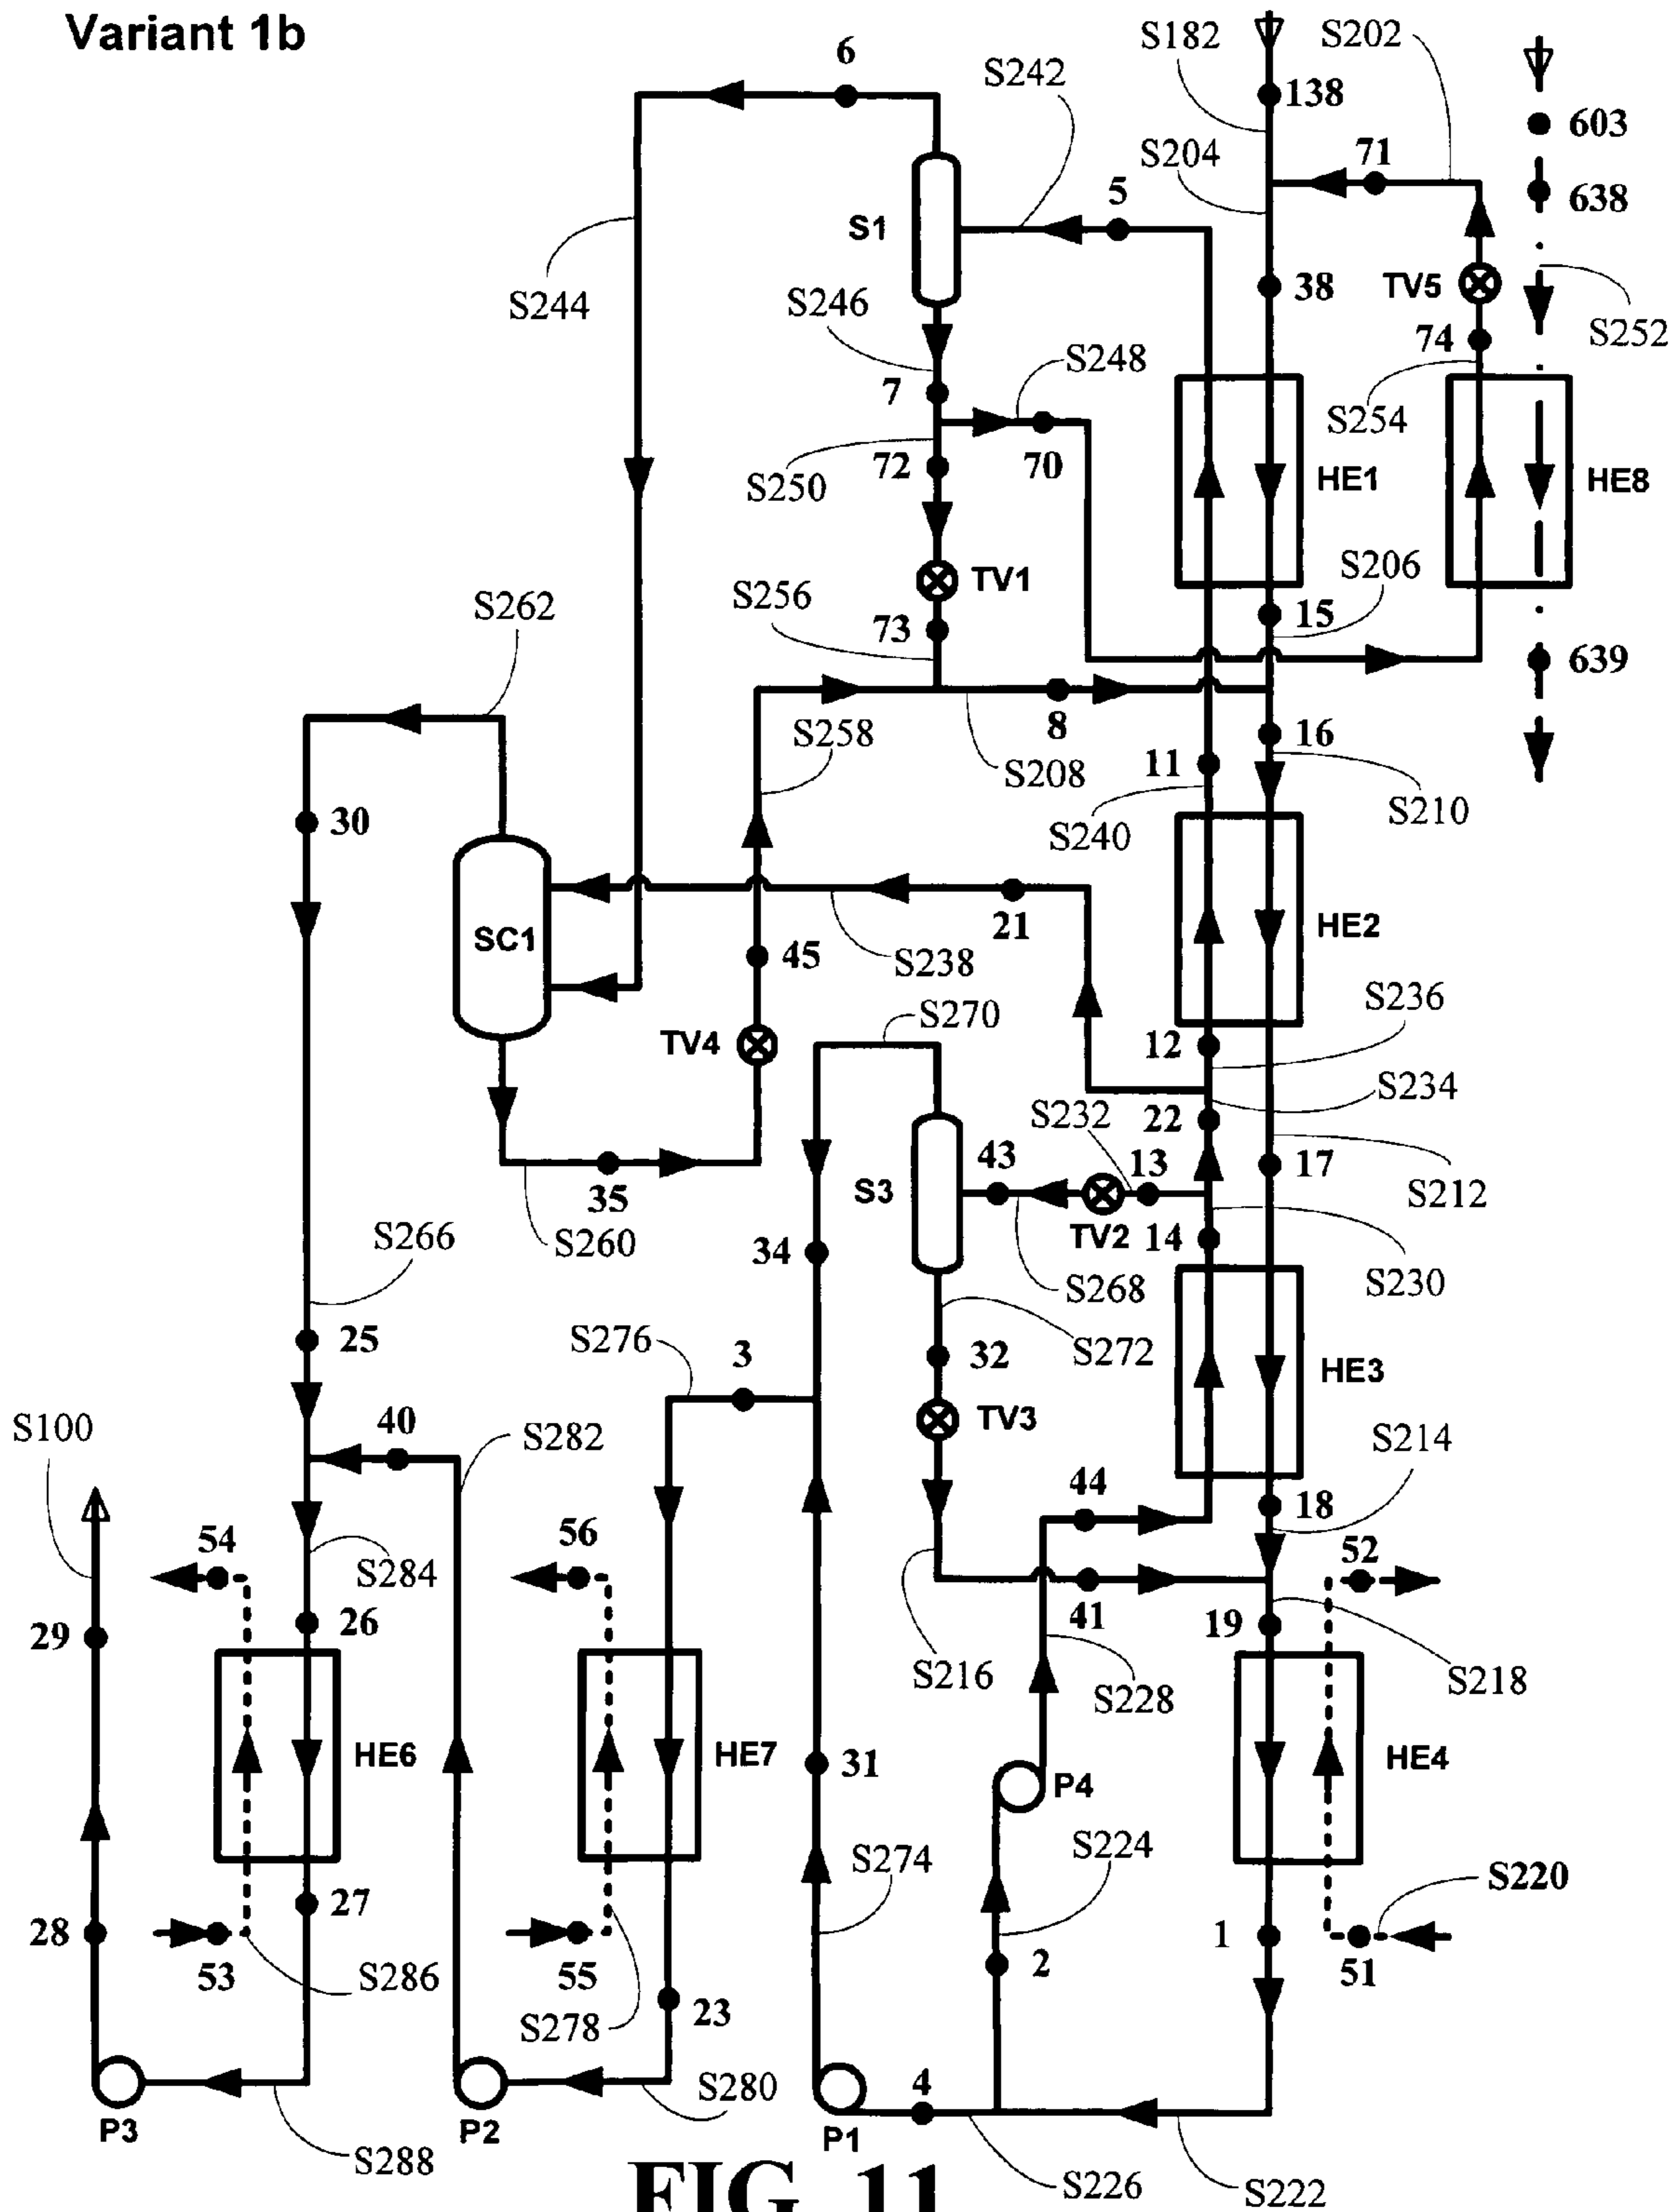 Variant 1b
6
S242
S182
S202
138
603
S204
71
638
5
S1
S244
38
TV5
S246
S252
74
7
S248
S254
S250
72
70
HE1
HE8
TV1
S206
S256
73
15
S262
639
8
S258
16
S208
11
S210
30
S240
21
HE2
SC1
45
S238
S236
S270
TV4
12
S234
S232
22
43
13
17
S3
S212
35
TV2
14
S266
S260
34
S268
S230
S276
3
25
32
S272
HE3
TV3
S100
40
S282
S214
44
18
54
56
52
S284
26
41
19
29
S216
S228
S218
HE6
HE7
31
P4
HE4
S274
S224
S220
27
28
1
2
53
S286
55
51
S278
23
4
S280
P3
P2
P1
S288
S226
S222
FIG. 11